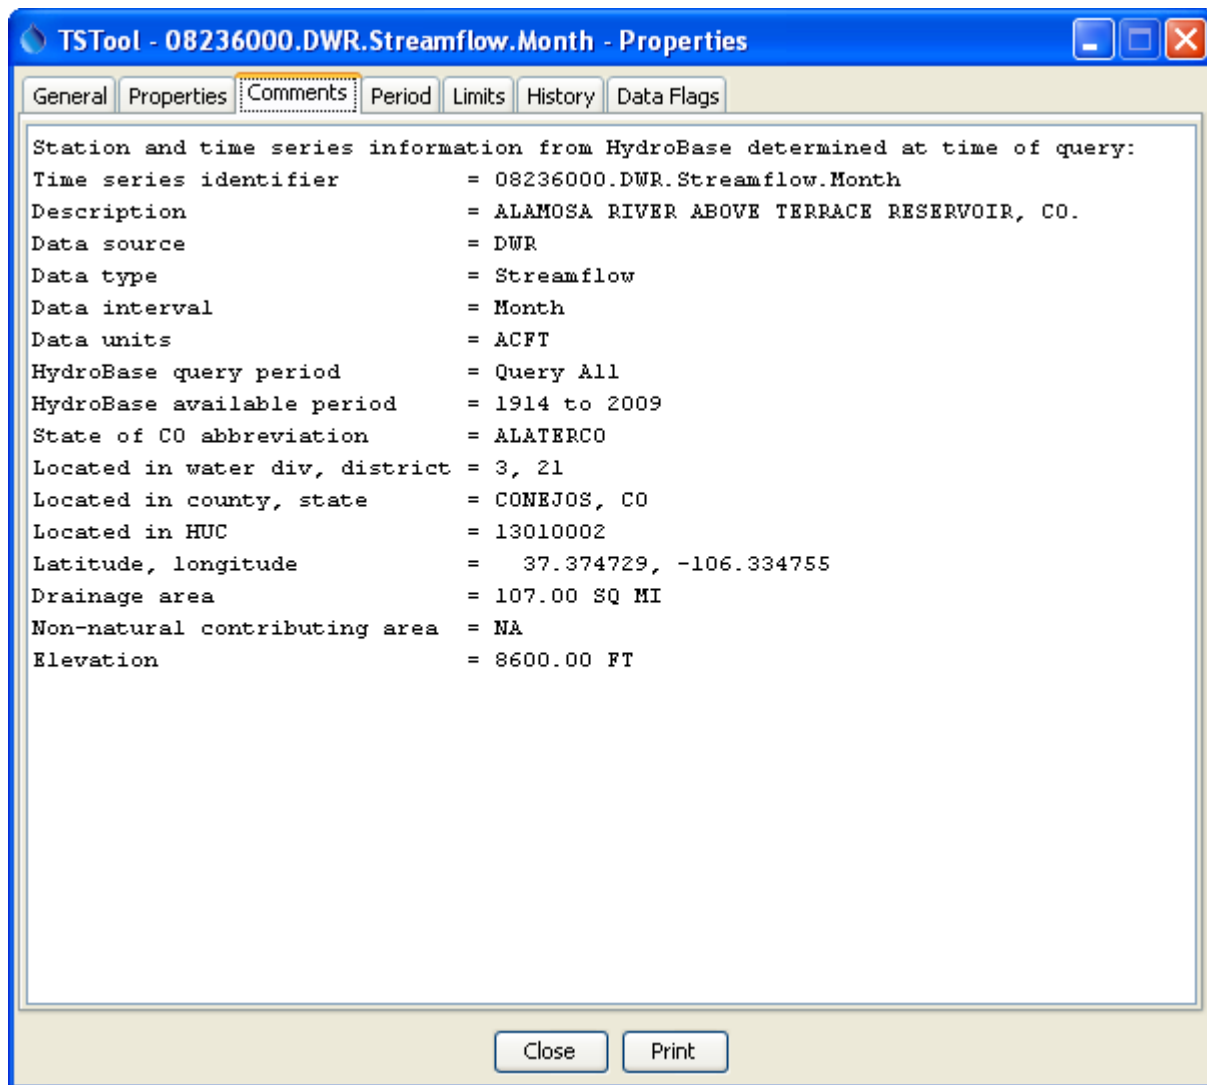 TSTool - 08236000.DWR.Streamflow.Month - Properties
General Properties Comments Period Limits History Data Flags
Station and time series information from HydroBase determined at time of query:
Time series identifier = 08236000.DWR.Streamflow.Month
Description = ALAMOSA RIVER ABOVE TERRACE RESERVOIR, CO.
Data source = DWR
Data type = Streamflow
Data interval = Month
Data units = ACFT
HydroBase query period = Query All
HydroBase available period = 1914 to 2009
State of CO abbreviation = ALATERCO
Located in water div, district = 3, 21
Located in county, state = CONEJOS, CO
Located in HUC = 13010002
Latitude, longitude = 37.374729, -106.334755
Drainage area = 107.00 SQ MI
Non-natural contributing area = NA
Elevation = 8600.00 FT
Close Print